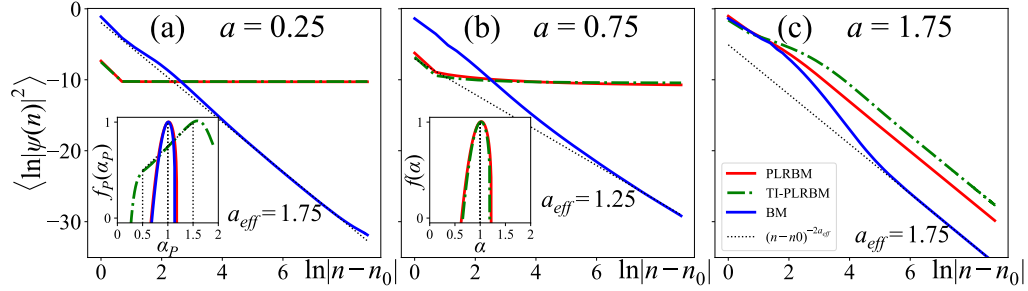 (a) a = 0.25
(b) a = 0.75
(c) a = 1.75
⟨ln|ψ(n)|²⟩
0
−10
−20
−30
0 2 4 6 ln|n−n₀|
0 2 4 6 ln|n−n₀|
0 2 4 6 ln|n−n₀|
f_P(α_P)
1
0
0 0.5 1 1.5 2
α_P
a_eff = 1.75
f(α)
1
0
0 0.5 1 1.5 2
α
a_eff = 1.25
PLRBM
TI-PLRBM
BM
(n−n0)^{−2a_eff}
a_eff = 1.75